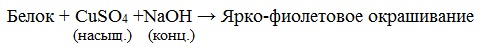 Белок + CuSO₄ +NaOH → Ярко-фиолетовое окрашивание
(насыщ.) (конц.)